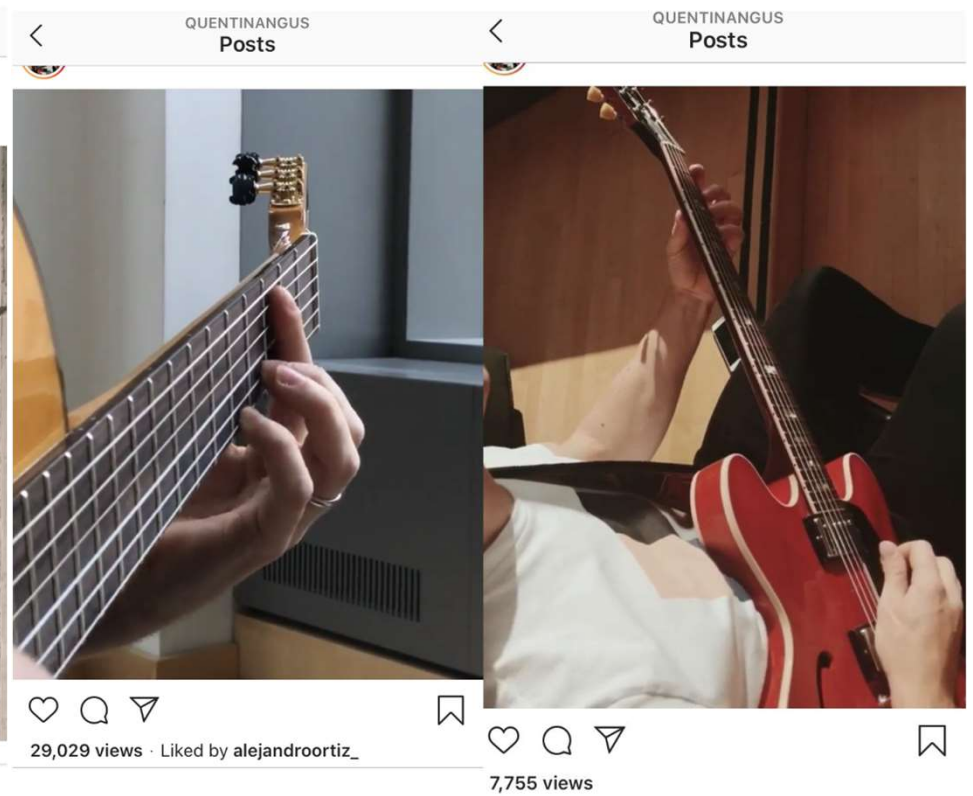 QUENTINANGUS
Posts
29,029 views · Liked by alejandroortiz_
QUENTINANGUS
Posts
7,755 views